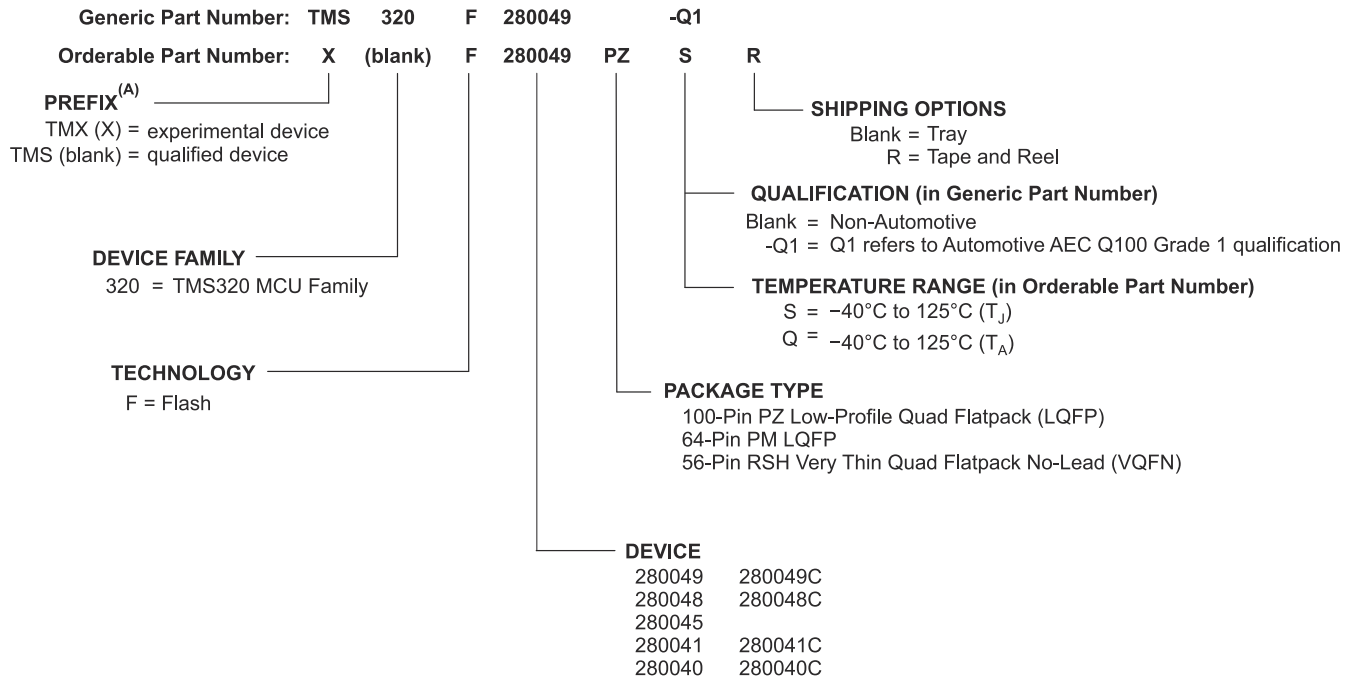 Generic Part Number: TMS 320 F 280049 -Q1
Orderable Part Number: X (blank) F 280049 PZ S R
PREFIX(A)
TMX (X) = experimental device
TMS (blank) = qualified device
DEVICE FAMILY
320 = TMS320 MCU Family
TECHNOLOGY
F = Flash
SHIPPING OPTIONS
Blank = Tray
R = Tape and Reel
QUALIFICATION (in Generic Part Number)
Blank = Non-Automotive
-Q1 = Q1 refers to Automotive AEC Q100 Grade 1 qualification
TEMPERATURE RANGE (in Orderable Part Number)
S = −40°C to 125°C (TJ)
Q = −40°C to 125°C (TA)
PACKAGE TYPE
100-Pin PZ Low-Profile Quad Flatpack (LQFP)
64-Pin PM LQFP
56-Pin RSH Very Thin Quad Flatpack No-Lead (VQFN)
DEVICE
280049 280049C
280048 280048C
280045
280041 280041C
280040 280040C